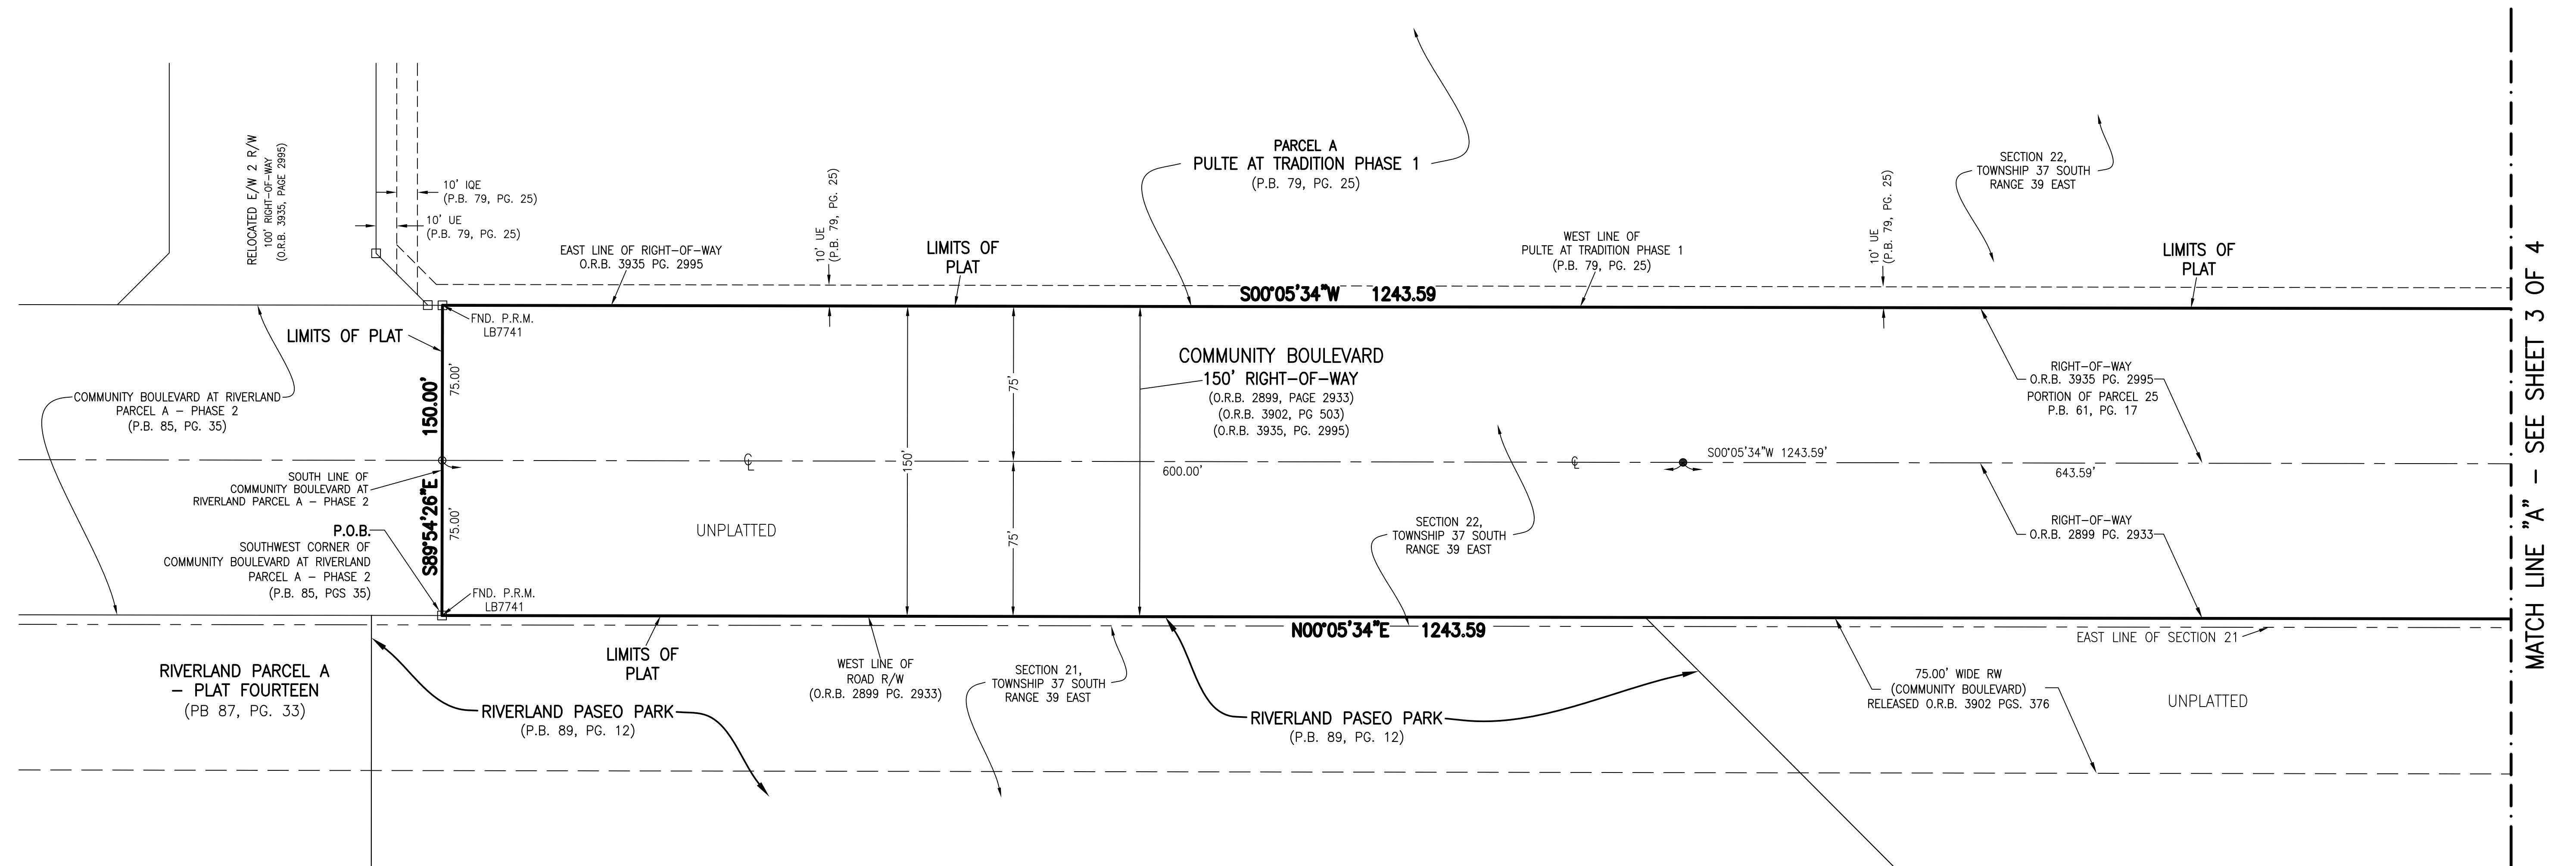 RELOCATED E/W 2 R/W
100' RIGHT-OF-WAY
(O.R.B. 3935, PAGE 2995)
10' IQE
(P.B. 79, PG. 25)
10' UE
(P.B. 79, PG. 25)
EAST LINE OF RIGHT-OF-WAY
O.R.B. 3935 PG. 2995
10' UE
(P.B. 79, PG. 25)
LIMITS OF
PLAT
PARCEL A
PULTE AT TRADITION PHASE 1
(P.B. 79, PG. 25)
WEST LINE OF
PULTE AT TRADITION PHASE 1
(P.B. 79, PG. 25)
10' UE
(P.B. 79, PG. 25)
SECTION 22,
TOWNSHIP 37 SOUTH
RANGE 39 EAST
LIMITS OF
PLAT
S00°05'34"W 1243.59
FND. P.R.M.
LB7741
LIMITS OF PLAT
COMMUNITY BOULEVARD AT RIVERLAND
PARCEL A - PHASE 2
(P.B. 85, PG. 35)
S89°54'26"E 150.00'
75.00'
75.00'
SOUTH LINE OF
COMMUNITY BOULEVARD AT
RIVERLAND PARCEL A - PHASE 2
P.O.B.
SOUTHWEST CORNER OF
COMMUNITY BOULEVARD AT RIVERLAND
PARCEL A - PHASE 2
(P.B. 85, PGS 35)
FND. P.R.M.
LB7741
℄
UNPLATTED
150'
75'
75'
COMMUNITY BOULEVARD
150' RIGHT-OF-WAY
(O.R.B. 2899, PAGE 2933)
(O.R.B. 3902, PG 503)
(O.R.B. 3935, PG. 2995)
600.00'
℄
S00°05'34"W 1243.59'
643.59'
SECTION 22,
TOWNSHIP 37 SOUTH
RANGE 39 EAST
RIGHT-OF-WAY
O.R.B. 3935 PG. 2995
PORTION OF PARCEL 25
P.B. 61, PG. 17
RIGHT-OF-WAY
O.R.B. 2899 PG. 2933
N00°05'34"E 1243.59
EAST LINE OF SECTION 21
RIVERLAND PARCEL A
- PLAT FOURTEEN
(PB 87, PG. 33)
RIVERLAND PASEO PARK
(P.B. 89, PG. 12)
LIMITS OF
PLAT
WEST LINE OF
ROAD R/W
(O.R.B. 2899 PG. 2933)
SECTION 21,
TOWNSHIP 37 SOUTH
RANGE 39 EAST
RIVERLAND PASEO PARK
(P.B. 89, PG. 12)
75.00' WIDE RW
(COMMUNITY BOULEVARD)
RELEASED O.R.B. 3902 PGS. 376
UNPLATTED
MATCH LINE "A" - SEE SHEET 3 OF 4